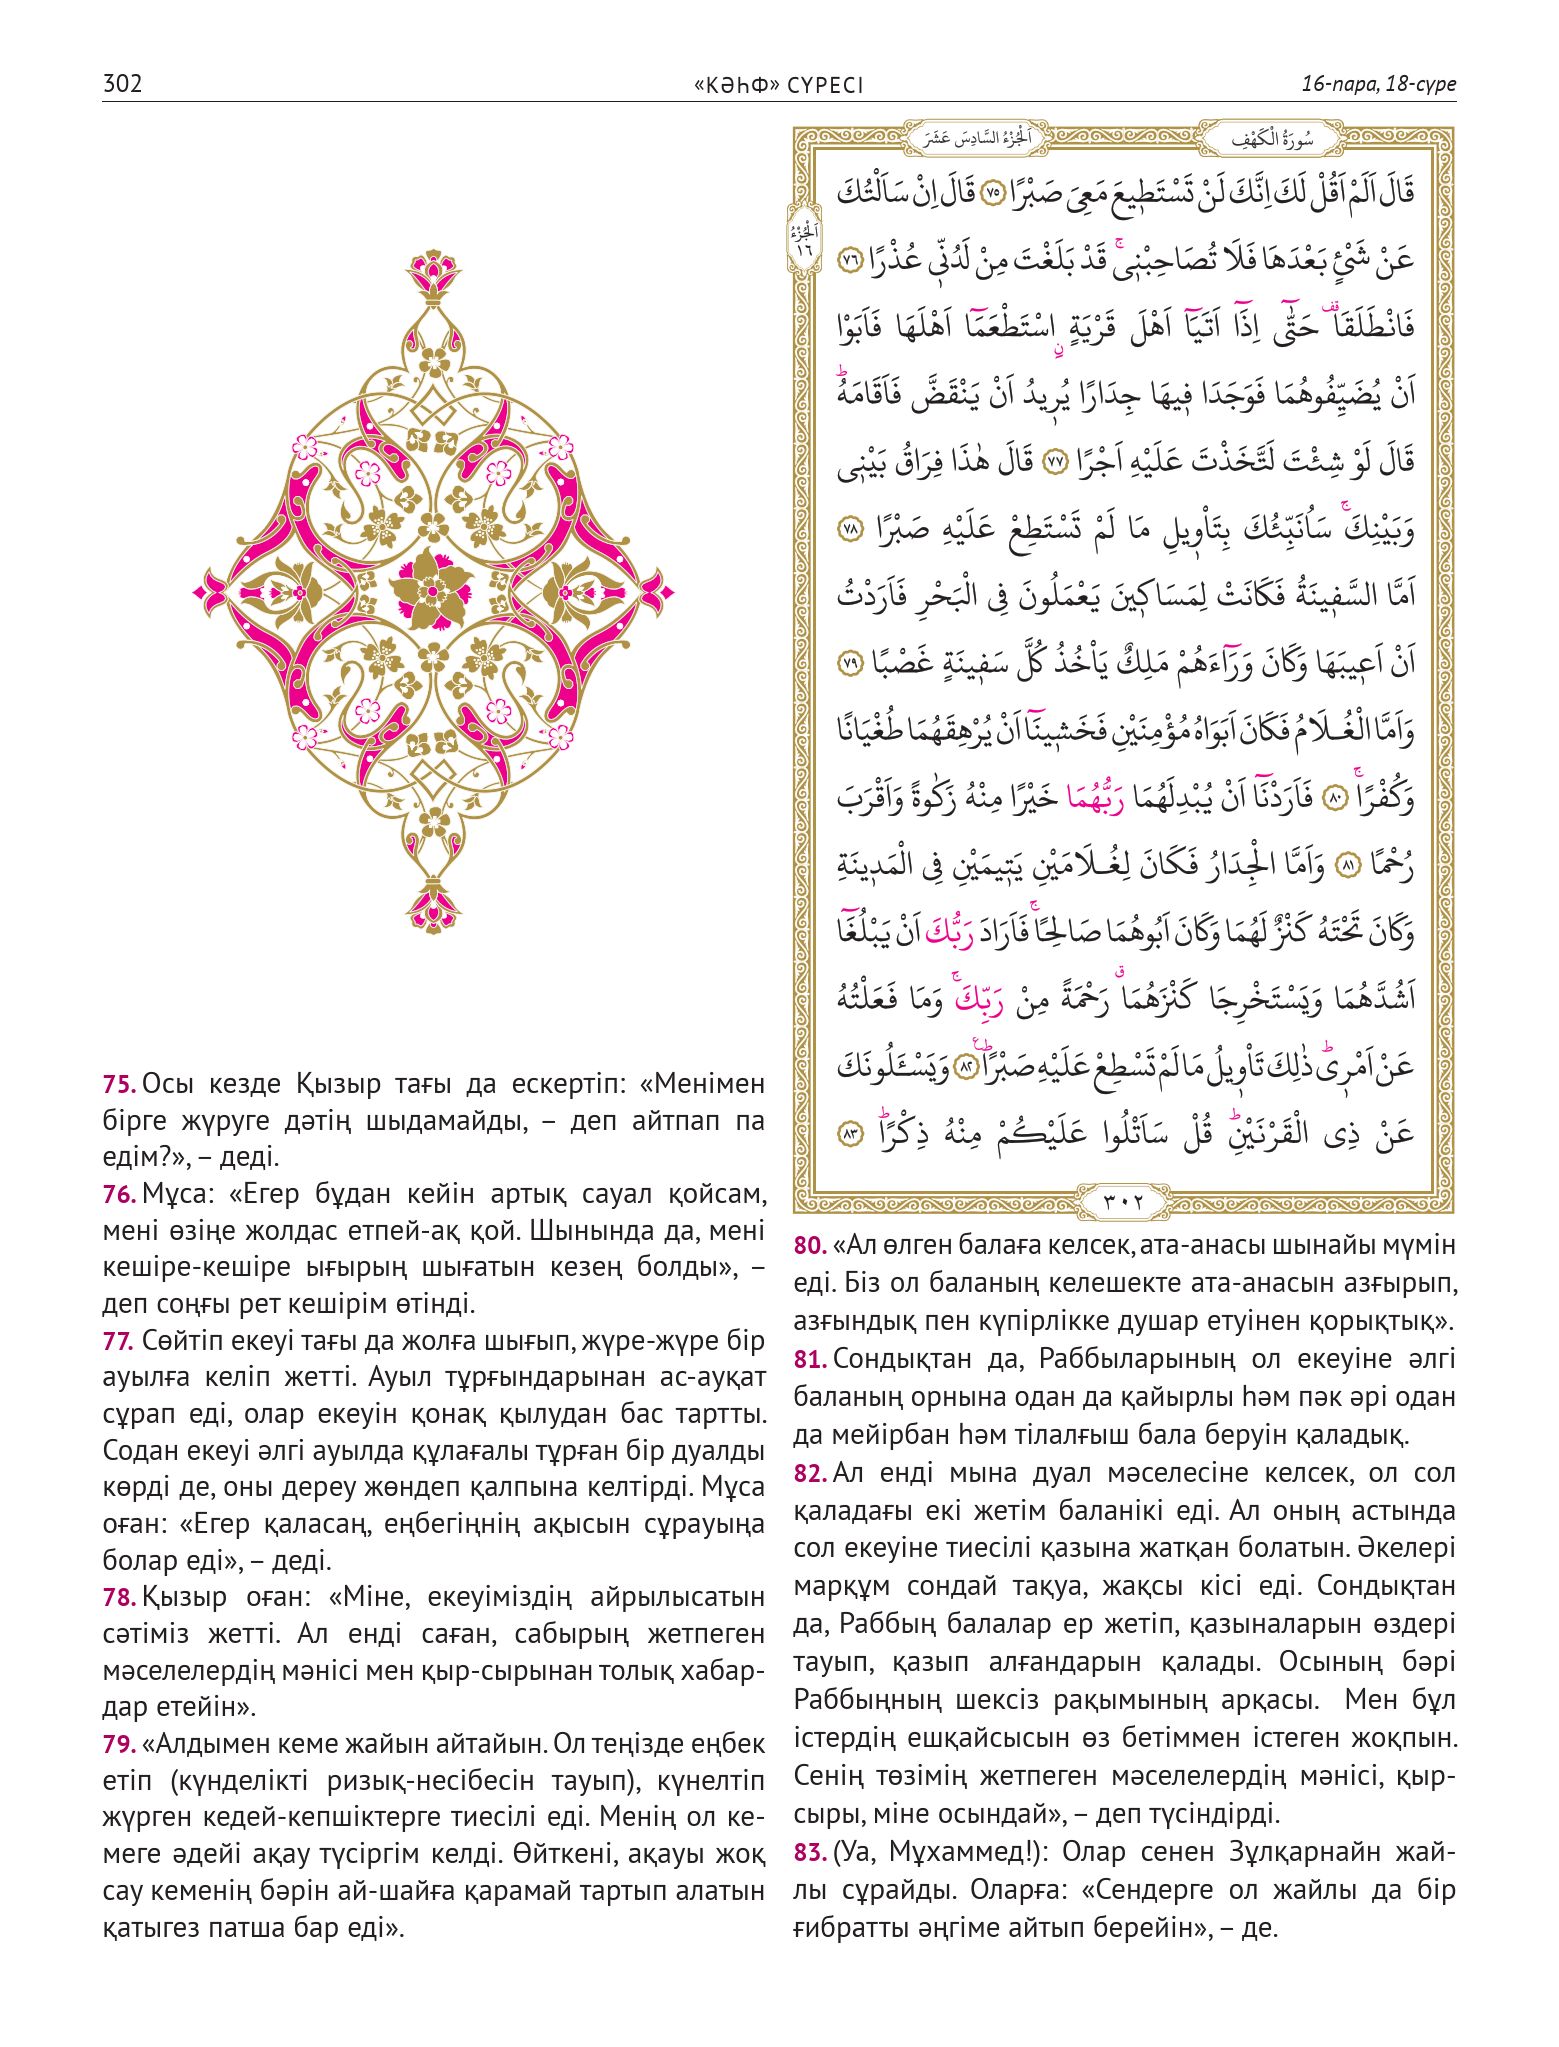 302
«КӘҺФ» СҮРЕСІ
16-пара, 18-сүре
75. Осы кезде Қызыр тағы да ескертіп: «Менімен
бірге жүруге дәтің шыдамайды, – деп айтпап па
едім?», – деді.
76. Мұса: «Егер бұдан кейін артық сауал қойсам,
мені өзіңе жолдас етпей-ақ қой. Шынында да, мені
кешіре-кешіре ығырың шығатын кезең болды», –
деп соңғы рет кешірім өтінді.
77. Сөйтіп екеуі тағы да жолға шығып, жүре-жүре бір
ауылға келіп жетті. Ауыл тұрғындарынан ас-ауқат
сұрап еді, олар екеуін қонақ қылудан бас тартты.
Содан екеуі әлгі ауылда құлағалы тұрған бір дуалды
көрді де, оны дереу жөндеп қалпына келтірді. Мұса
оған: «Егер қаласаң, еңбегіңнің ақысын сұрауыңа
болар еді», – деді.
78. Қызыр оған: «Міне, екеуіміздің айрылысатын
сәтіміз жетті. Ал енді саған, сабырың жетпеген
мәселелердің мәнісі мен қыр-сырынан толық хабар-
дар етейін».
79. «Алдымен кеме жайын айтайын. Ол теңізде еңбек
етіп (күнделікті ризық-несібесін тауып), күнелтіп
жүрген кедей-кепшіктерге тиесілі еді. Менің ол ке-
меге әдейі ақау түсіргім келді. Өйткені, ақауы жоқ
сау кеменің бәрін ай-шайға қарамай тартып алатын
қатыгез патша бар еді».
سُورَةُ الْكَهْفِ
اَلْجُزْءُ السَّادِسَ عَشَرَ
اَلْجُزْءُ
١٦
قَالَ اَلَمْ اَقُلْ لَكَ اِنَّكَ لَنْ تَسْتَطٖيعَ مَعِىَ صَبْرًا ٧٥ قَالَ اِنْ سَاَلْتُكَ
عَنْ شَىْءٍ بَعْدَهَا فَلَا تُصَاحِبْنٖىۚ قَدْ بَلَغْتَ مِنْ لَدُنّٖى عُذْرًا ٧٦
فَانْطَلَقَاࣞ حَتّٰٓى اِذَٓا اَتَيَٓا اَهْلَ قَرْيَةٍۨ اسْتَطْعَمَٓا اَهْلَهَا فَاَبَوْا
اَنْ يُضَيِّفُوهُمَا فَوَجَدَا فٖيهَا جِدَارًا يُرٖيدُ اَنْ يَنْقَضَّ فَاَقَامَهُؕ
قَالَ لَوْ شِئْتَ لَتَّخَذْتَ عَلَيْهِ اَجْرًا ٧٧ قَالَ هٰذَا فِرَاقُ بَيْنٖى
وَبَيْنِكَۚ سَاُنَبِّئُكَ بِتَاْوٖيلِ مَا لَمْ تَسْتَطِعْ عَلَيْهِ صَبْرًا ٧٨
اَمَّا السَّفٖينَةُ فَكَانَتْ لِمَسَاكٖينَ يَعْمَلُونَ فِى الْبَحْرِ فَاَرَدْتُ
اَنْ اَعٖيبَهَا وَكَانَ وَرَٓاءَهُمْ مَلِكٌ يَاْخُذُ كُلَّ سَفٖينَةٍ غَصْبًا ٧٩
وَاَمَّا الْغُلَامُ فَكَانَ اَبَوَاهُ مُؤْمِنَيْنِ فَخَشٖينَٓا اَنْ يُرْهِقَهُمَا طُغْيَانًا
وَكُفْرًاۚ ٨٠ فَاَرَدْنَٓا اَنْ يُبْدِلَهُمَا رَبُّهُمَا خَيْرًا مِنْهُ زَكٰوةً وَاَقْرَبَ
رُحْمًا ٨١ وَاَمَّا الْجِدَارُ فَكَانَ لِغُلَامَيْنِ يَتٖيمَيْنِ فِى الْمَدٖينَةِ
وَكَانَ تَحْتَهُ كَنْزٌ لَهُمَا وَكَانَ اَبُوهُمَا صَالِحًاۚ فَاَرَادَ رَبُّكَ اَنْ يَبْلُغَٓا
اَشُدَّهُمَا وَيَسْتَخْرِجَا كَنْزَهُمَاࣗ رَحْمَةً مِنْ رَبِّكَۚ وَمَا فَعَلْتُهُ
عَنْ اَمْرٖىؕ ذٰلِكَ تَاْوٖيلُ مَا لَمْ تَسْطِعْ عَلَيْهِ صَبْرًاؕࣖ ٨٢ وَيَسْـَٔلُونَكَ
عَنْ ذِى الْقَرْنَيْنِؕ قُلْ سَاَتْلُوا عَلَيْكُمْ مِنْهُ ذِكْرًاؕ ٨٣
٣٠٢
80. «Ал өлген балаға келсек, ата-анасы шынайы мүмін
еді. Біз ол баланың келешекте ата-анасын азғырып,
азғындық пен күпірлікке душар етуінен қорықтық».
81. Сондықтан да, Раббыларының ол екеуіне әлгі
баланың орнына одан да қайырлы һәм пәк әрі одан
да мейірбан һәм тілалғыш бала беруін қаладық.
82. Ал енді мына дуал мәселесіне келсек, ол сол
қаладағы екі жетім баланікі еді. Ал оның астында
сол екеуіне тиесілі қазына жатқан болатын. Әкелері
марқұм сондай тақуа, жақсы кісі еді. Сондықтан
да, Раббың балалар ер жетіп, қазыналарын өздері
тауып, қазып алғандарын қалады. Осының бәрі
Раббыңның шексіз рақымының арқасы. Мен бұл
істердің ешқайсысын өз бетіммен істеген жоқпын.
Сенің төзімің жетпеген мәселелердің мәнісі, қыр-
сыры, міне осындай», – деп түсіндірді.
83. (Уа, Мұхаммед!): Олар сенен Зұлқарнайн жай-
лы сұрайды. Оларға: «Сендерге ол жайлы да бір
ғибратты әңгіме айтып берейін», – де.